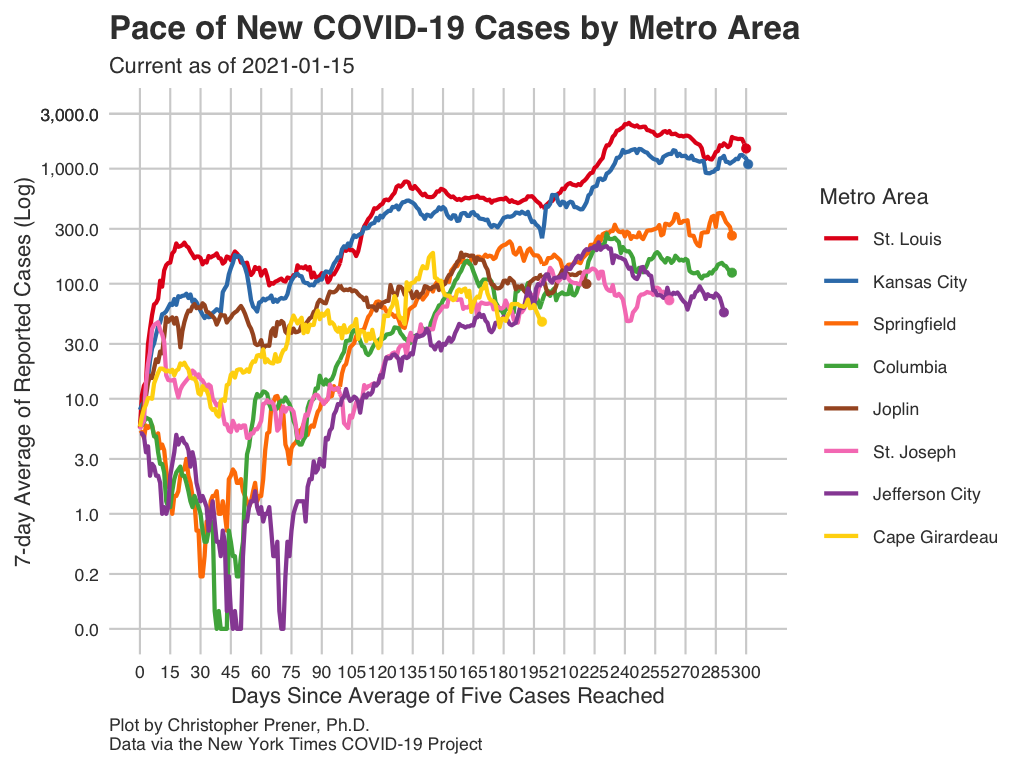 Pace of New COVID-19 Cases by Metro Area
Current as of 2021-01-15
7-day Average of Reported Cases (Log)
3,000.0
1,000.0
300.0
100.0
30.0
10.0
3.0
1.0
0.2
0.0
0 15 30 45 60 75 90 105 120 135 150 165 180 195 210 225 240 255 270 285 300
Days Since Average of Five Cases Reached
Metro Area
St. Louis
Kansas City
Springfield
Columbia
Joplin
St. Joseph
Jefferson City
Cape Girardeau
Plot by Christopher Prener, Ph.D.
Data via the New York Times COVID-19 Project